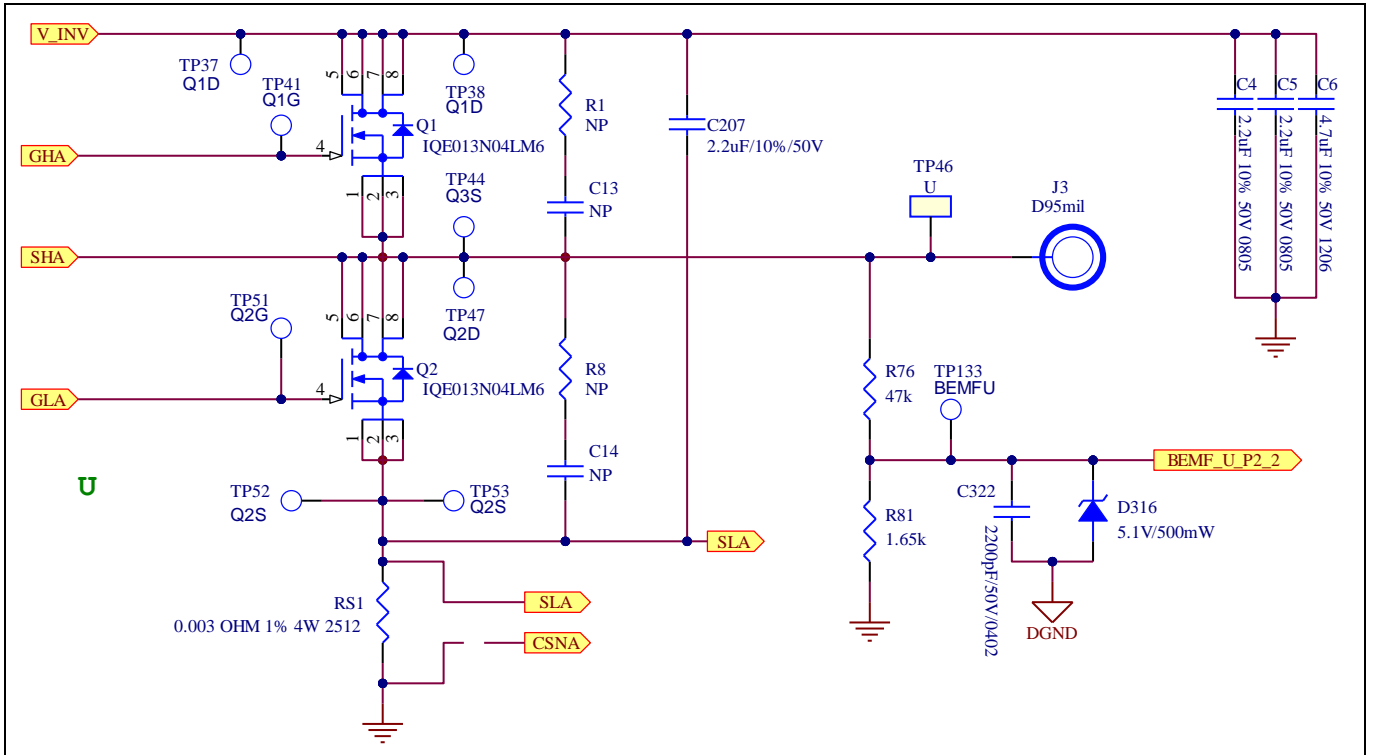 V_INV
TP37
Q1D
TP41
Q1G
5
6
7
8
TP38
Q1D
R1
NP
C207
2.2uF/10%/50V
C4
C5
C6
2.2uF 10% 50V 0805
2.2uF 10% 50V 0805
4.7uF 10% 50V 1206
Q1
IQE013N04LM6
GHA
4
1
2
3
TP44
Q3S
C13
NP
TP46
U
J3
D95mil
SHA
TP51
Q2G
5
6
7
8
TP47
Q2D
Q2
IQE013N04LM6
R8
NP
R76
47k
TP133
BEMFU
GLA
4
1
2
3
C14
NP
BEMF_U_P2_2
U
TP52
Q2S
TP53
Q2S
R81
1.65k
C322
2200pF/50V/0402
D316
5.1V/500mW
SLA
RS1
0.003 OHM 1% 4W 2512
SLA
CSNA
DGND